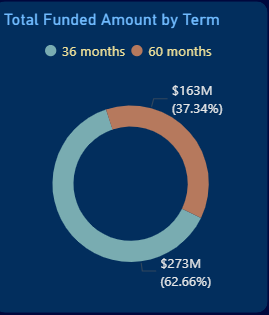 Total Funded Amount by Term
36 months 60 months
$163M
(37.34%)
$273M
(62.66%)